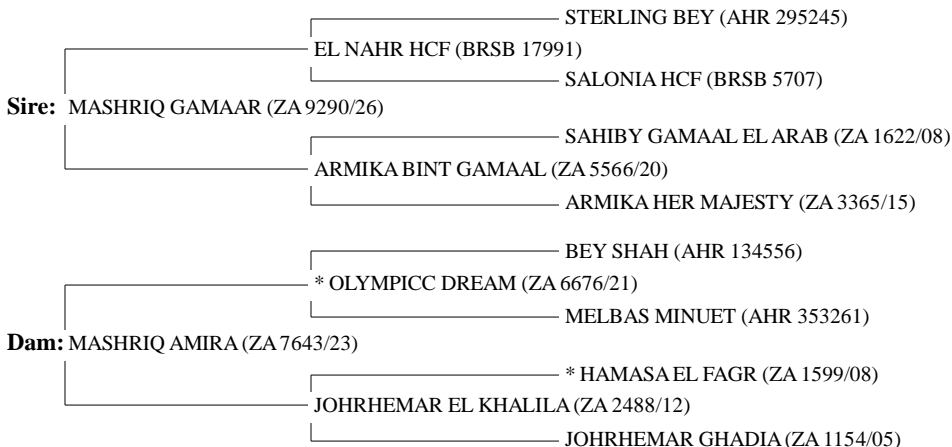 STERLING BEY (AHR 295245)
EL NAHR HCF (BRSB 17991)
SALONIA HCF (BRSB 5707)
Sire: MASHRIQ GAMAAR (ZA 9290/26)
SAHIBY GAMAAL EL ARAB (ZA 1622/08)
ARMIKA BINT GAMAAL (ZA 5566/20)
ARMIKA HER MAJESTY (ZA 3365/15)
BEY SHAH (AHR 134556)
* OLYMPICC DREAM (ZA 6676/21)
MELBAS MINUET (AHR 353261)
Dam: MASHRIQ AMIRA (ZA 7643/23)
* HAMASA EL FAGR (ZA 1599/08)
JOHRHEMAR EL KHALILA (ZA 2488/12)
JOHRHEMAR GHADIA (ZA 1154/05)